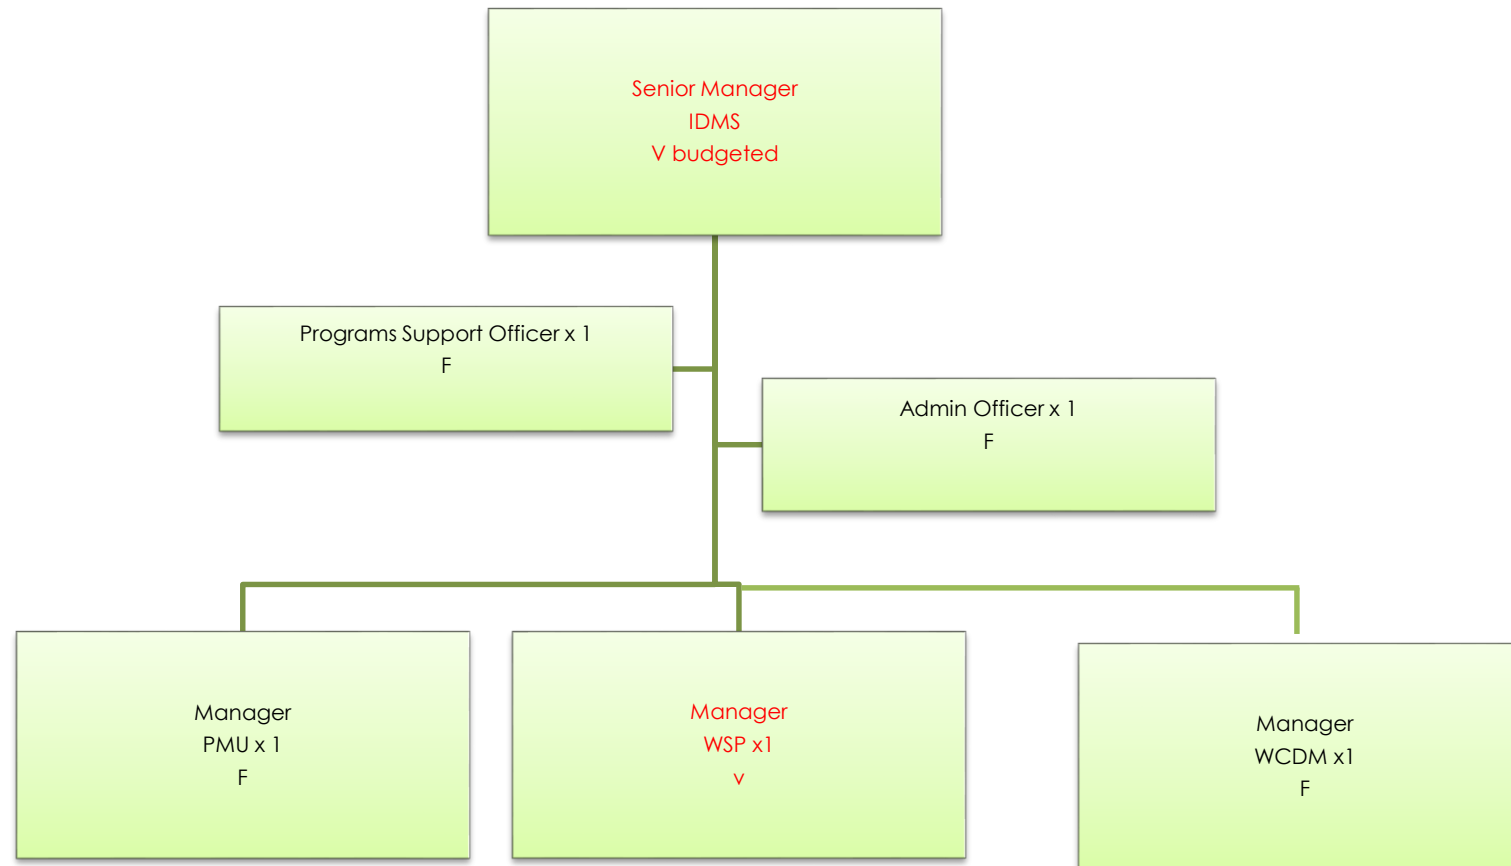 Senior Manager
IDMS
V budgeted
Programs Support Officer x 1
F
Admin Officer x 1
F
Manager
PMU x 1
F
Manager
WSP x1
v
Manager
WCDM x1
F